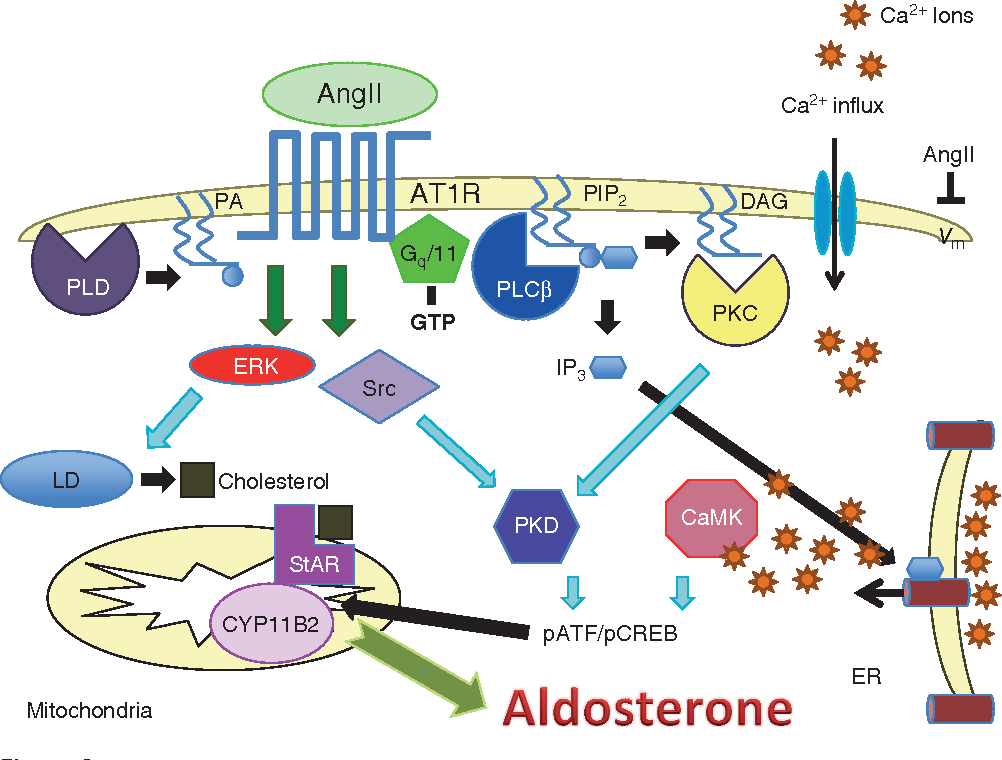 Ca2+ Ions
Ca2+ influx
AngII
AngII
AT1R
PA
PIP2
DAG
Vm
PLD
Gq/11
PLCβ
PKC
GTP
ERK
Src
IP3
LD
Cholesterol
StAR
PKD
CaMK
CYP11B2
pATF/pCREB
ER
Mitochondria
Aldosterone